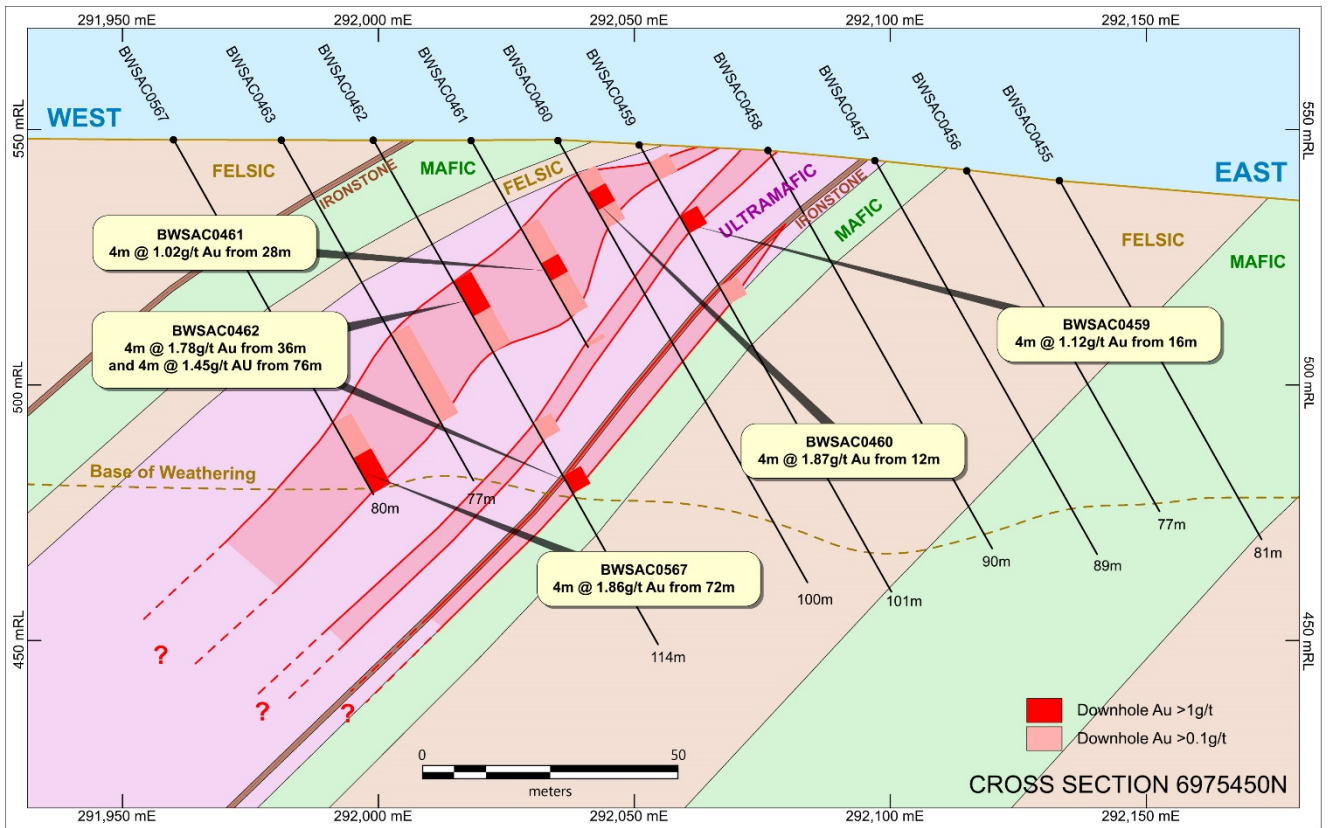 291,950 mE
292,000 mE
292,050 mE
292,100 mE
292,150 mE
BWSAC0567
BWSAC0463
BWSAC0462
BWSAC0461
BWSAC0460
BWSAC0459
BWSAC0458
BWSAC0457
BWSAC0456
BWSAC0455
WEST
EAST
550 mRL
550 mRL
FELSIC
IRONSTONE
MAFIC
FELSIC
ULTRAMAFIC
IRONSTONE
MAFIC
FELSIC
MAFIC
BWSAC0461
4m @ 1.02g/t Au from 28m
BWSAC0462
4m @ 1.78g/t Au from 36m
and 4m @ 1.45g/t AU from 76m
BWSAC0459
4m @ 1.12g/t Au from 16m
500 mRL
500 mRL
BWSAC0460
4m @ 1.87g/t Au from 12m
Base of Weathering
80m
77m
BWSAC0567
4m @ 1.86g/t Au from 72m
100m
101m
90m
89m
77m
81m
450 mRL
450 mRL
114m
?
?
?
Downhole Au >1g/t
Downhole Au >0.1g/t
0
50
meters
CROSS SECTION 6975450N
291,950 mE
292,000 mE
292,050 mE
292,100 mE
292,150 mE